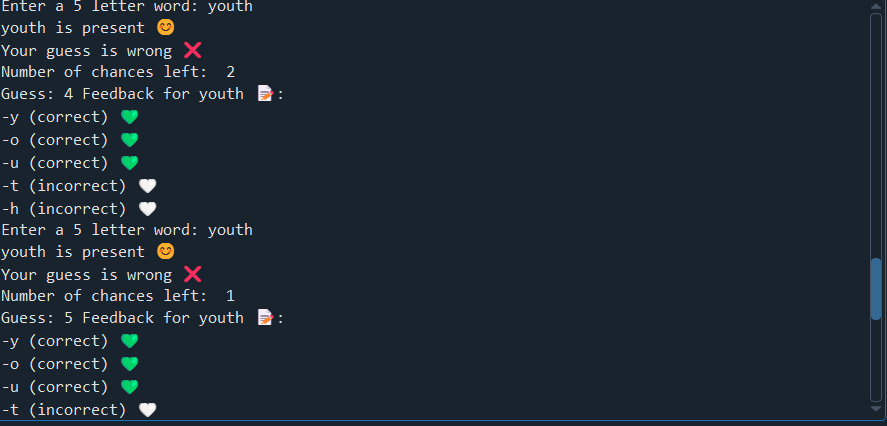 Enter a 5 letter word: youth
youth is present 😊
Your guess is wrong ❌
Number of chances left:  2
Guess: 4 Feedback for youth 📝:
-y (correct) 💚
-o (correct) 💚
-u (correct) 💚
-t (incorrect) 🤍
-h (incorrect) 🤍
Enter a 5 letter word: youth
youth is present 😊
Your guess is wrong ❌
Number of chances left:  1
Guess: 5 Feedback for youth 📝:
-y (correct) 💚
-o (correct) 💚
-u (correct) 💚
-t (incorrect) 🤍